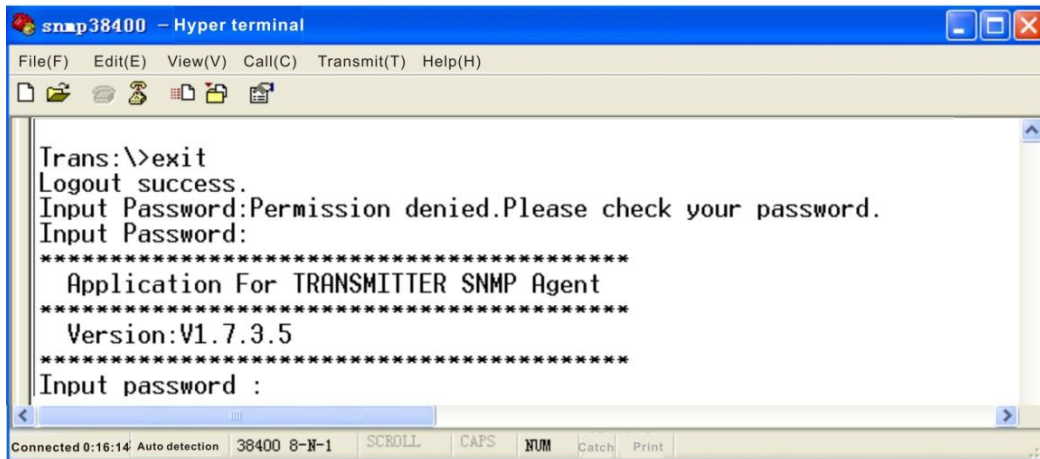 snmp38400 – Hyper terminal
File(F) Edit(E) View(V) Call(C) Transmit(T) Help(H)
Trans:\>exit
Logout success.
Input Password:Permission denied.Please check your password.
Input Password:
******************************************
Application For TRANSMITTER SNMP Agent
******************************************
Version:V1.7.3.5
******************************************
Input password :
Connected 0:16:14 Auto detection 38400 8-N-1 SCROLL CAPS NUM Catch Print